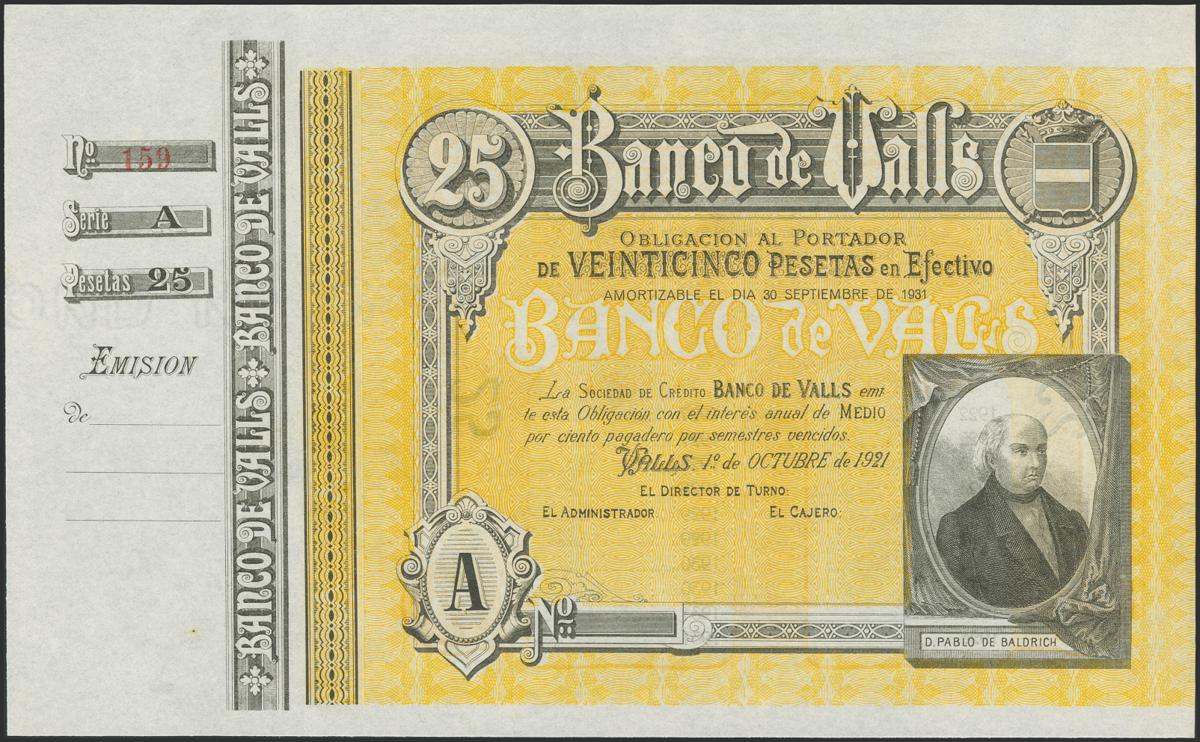 Nº 159
Serie A
Pesetas 25
EMISION
de
BANCO DE VALLS BANCO DE VALLS
25 Banco de Valls
OBLIGACION AL PORTADOR
DE VEINTICINCO PESETAS en Efectivo
AMORTIZABLE EL DIA 30 SEPTIEMBRE DE 1931
BANCO de VALLS
La SOCIEDAD DE CRÉDITO BANCO DE VALLS emi-
te esta Obligación con el interés anual de MEDIO
por ciento pagadero por semestres vencidos.
VALLS. 1º de OCTUBRE de 1921
EL DIRECTOR DE TURNO:
EL ADMINISTRADOR EL CAJERO:
A
Nº
D. PABLO DE BALDRICH